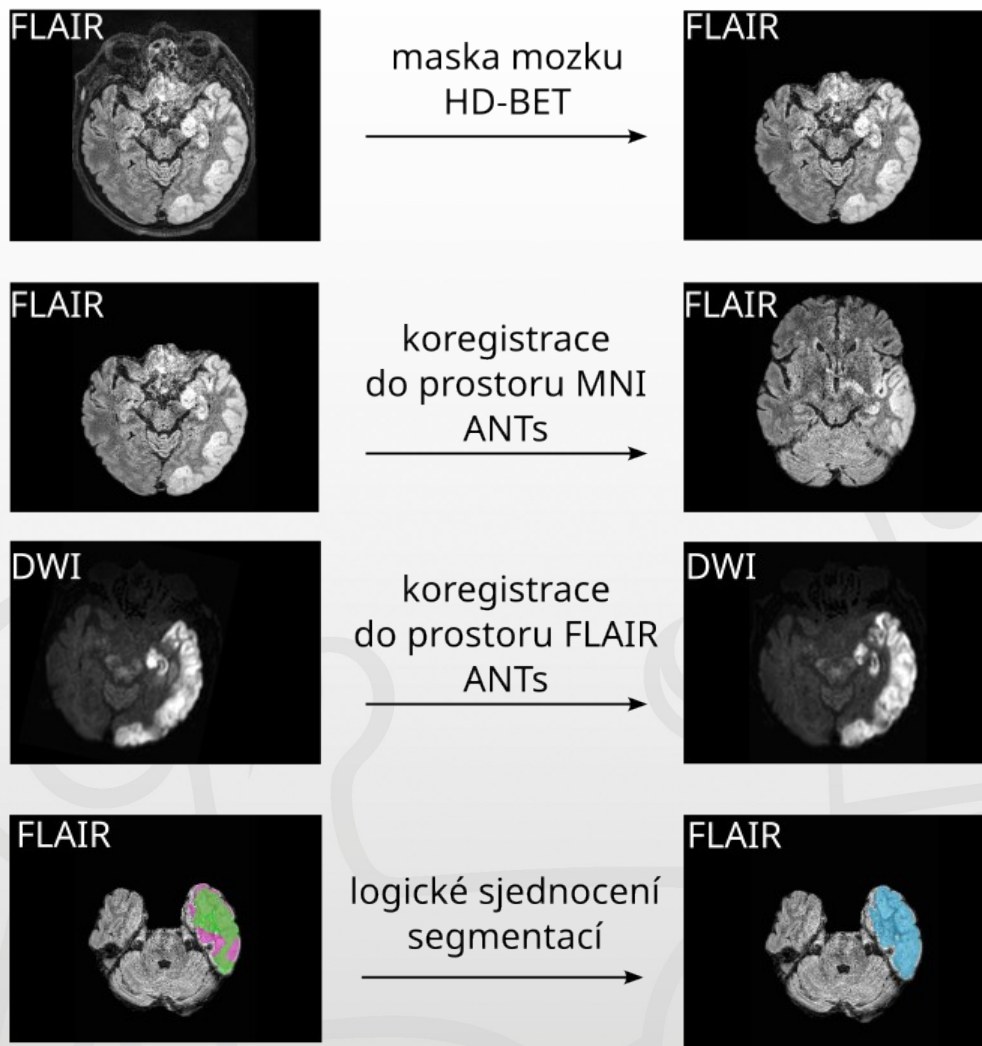 FLAIR
maska mozku
HD-BET
FLAIR
FLAIR
koregistrace
do prostoru MNI
ANTs
FLAIR
DWI
koregistrace
do prostoru FLAIR
ANTs
DWI
FLAIR
logické sjednocení
segmentací
FLAIR